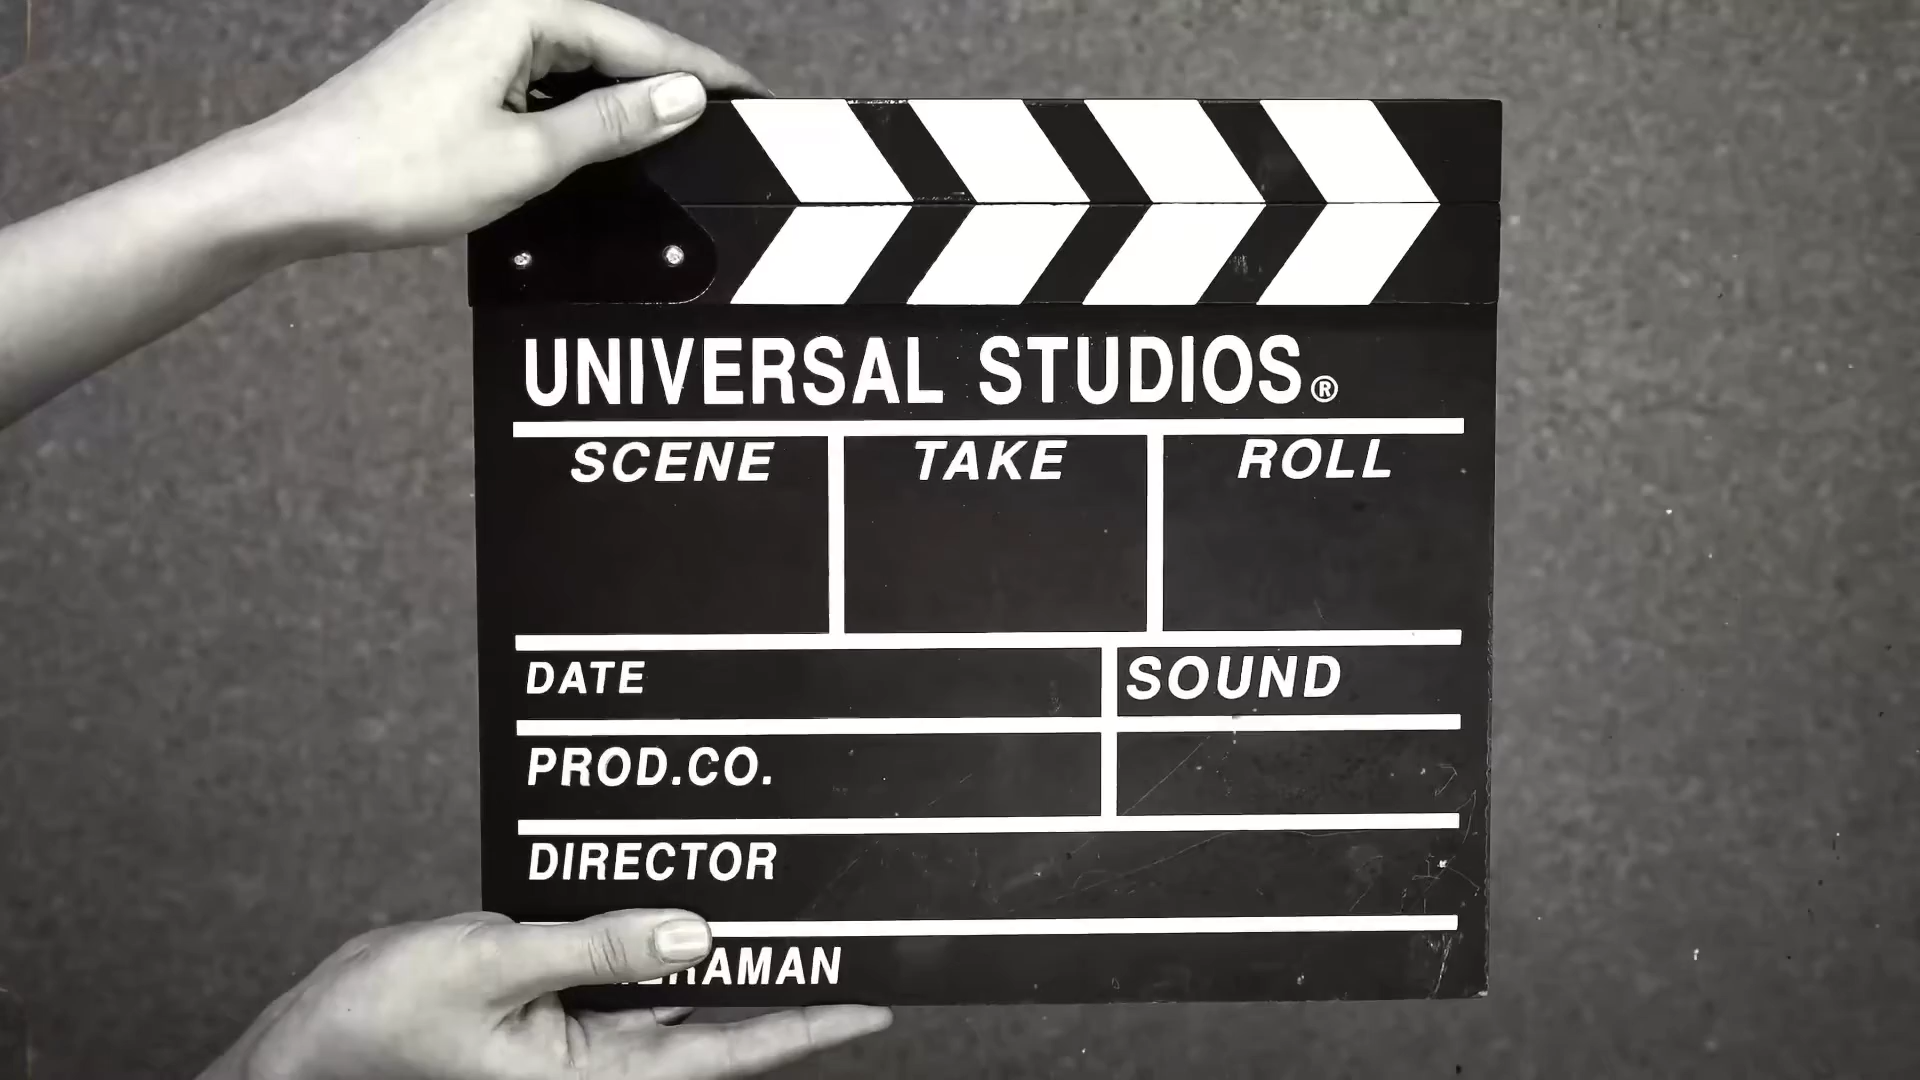 UNIVERSAL STUDIOS®
SCENE TAKE ROLL
DATE SOUND
PROD.CO.
DIRECTOR